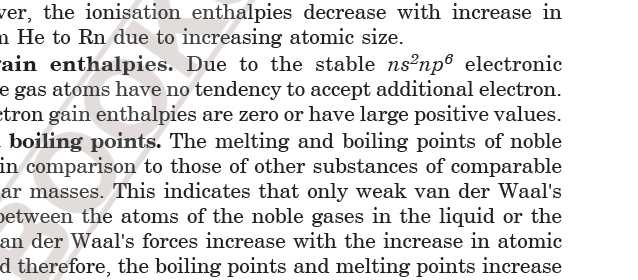 ver, the ionisation enthalpies decrease with increase in
m He to Rn due to increasing atomic size.
gain enthalpies. Due to the stable ns²np⁶ electronic
e gas atoms have no tendency to accept additional electron.
ctron gain enthalpies are zero or have large positive values.
boiling points. The melting and boiling points of noble
in comparison to those of other substances of comparable
ar masses. This indicates that only weak van der Waal's
between the atoms of the noble gases in the liquid or the
an der Waal's forces increase with the increase in atomic
d therefore, the boiling points and melting points increase